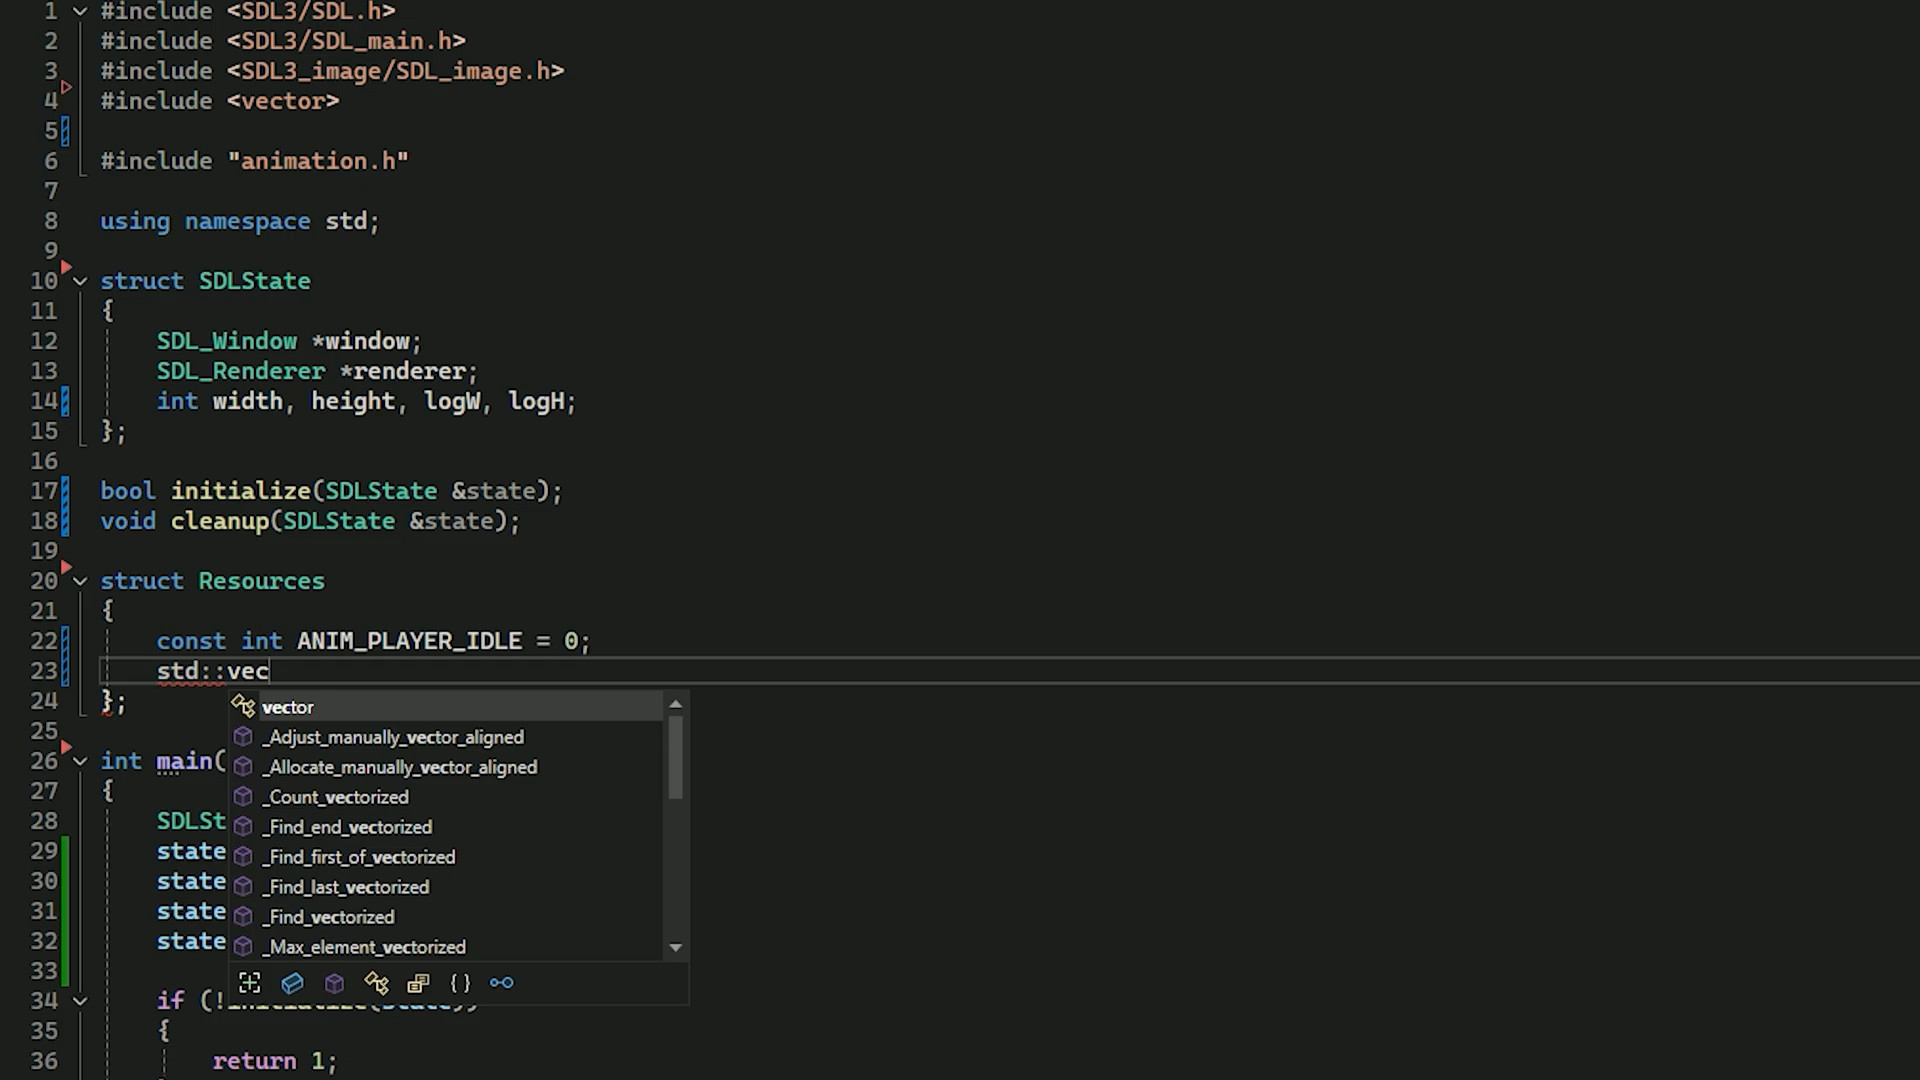 1 #include <SDL3/SDL.h>
2 #include <SDL3/SDL_main.h>
3 #include <SDL3_image/SDL_image.h>
4 #include <vector>
5
6 #include "animation.h"
7
8 using namespace std;
9
10 struct SDLState
11 {
12 SDL_Window *window;
13 SDL_Renderer *renderer;
14 int width, height, logW, logH;
15 };
16
17 bool initialize(SDLState &state);
18 void cleanup(SDLState &state);
19
20 struct Resources
21 {
22 const int ANIM_PLAYER_IDLE = 0;
23 std::vec
24 };
vector
25
_Adjust_manually_vector_aligned
26 int main(
_Allocate_manually_vector_aligned
27 {
_Count_vectorized
28 SDLSt
_Find_end_vectorized
29 state
_Find_first_of_vectorized
30 state
_Find_last_vectorized
31 state
_Find_vectorized
32 state
_Max_element_vectorized
33
34 if (!initialize(state))
35 {
36 return 1;